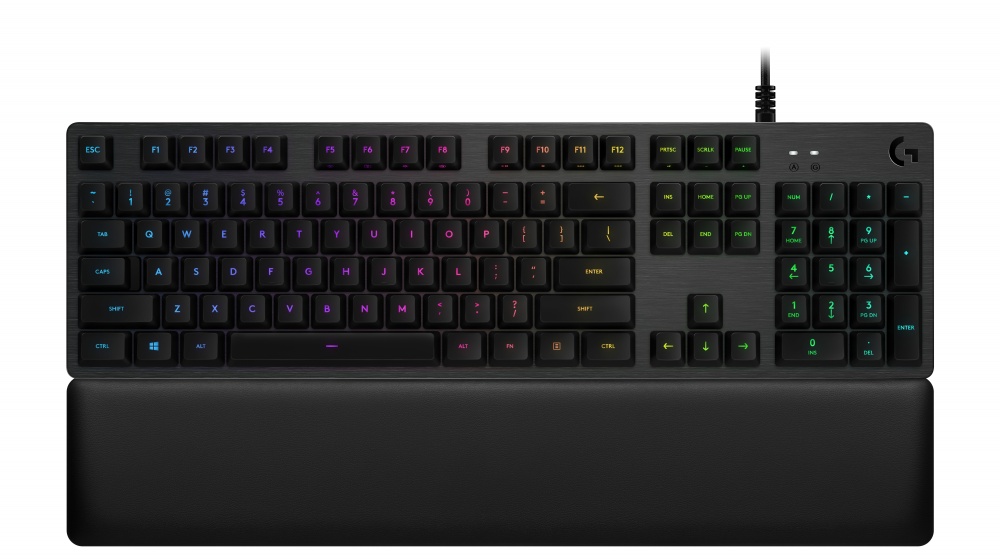 ESC F1 F2 F3 F4 F5 F6 F7 F8 F9 F10 F11 F12 PRTSC SCRLK PAUSE
~ ! @ # $ % ^ & * ( ) _ + ← INS HOME PG UP NUM / * −
` 1 2 3 4 5 6 7 8 9 0 - =
TAB Q W E R T Y U I O P { } | DEL END PG DN 7 8 9 +
[ ] \ HOME ↑ PG UP
CAPS A S D F G H J K L : " ENTER 4 5 6
; ' ← →
SHIFT Z X C V B N M < > ? SHIFT ↑ 1 2 3 ENTER
, . / END ↓ PG DN
CTRL ALT ALT FN CTRL ← ↓ → 0 .
INS DEL